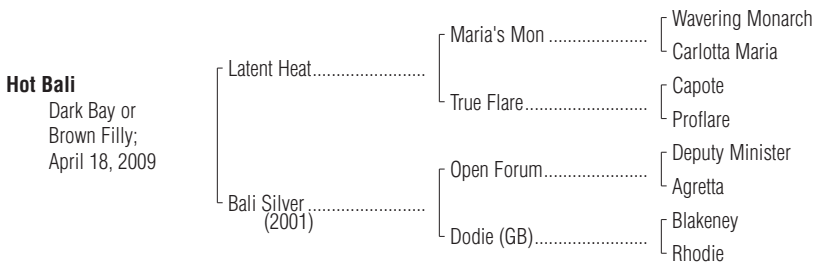 Hot Bali
Dark Bay or
Brown Filly;
April 18, 2009
Latent Heat........................
Bali Silver.........................
(2001)
Maria's Mon .....................
True Flare..........................
Open Forum......................
Dodie (GB)........................
Wavering Monarch
Carlotta Maria
Capote
Proflare
Deputy Minister
Agretta
Blakeney
Rhodie